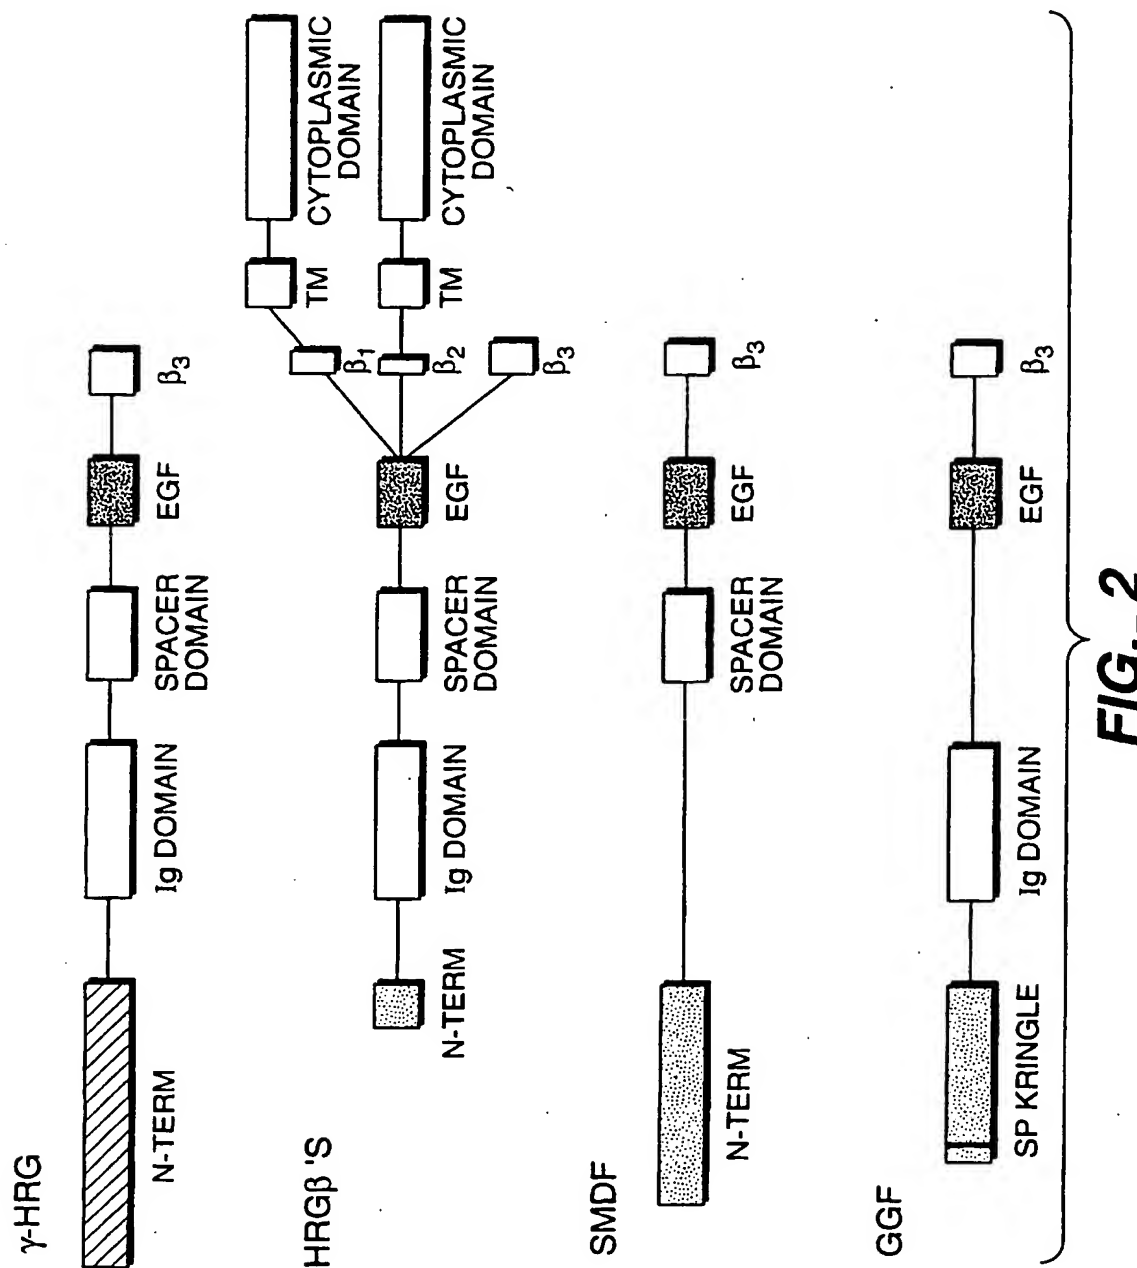 γ-HRG
N-TERM
Ig DOMAIN
SPACER
DOMAIN
EGF
β3
HRGβ 'S
N-TERM
Ig DOMAIN
SPACER
DOMAIN
EGF
β1
TM
CYTOPLASMIC
DOMAIN
β2
TM
CYTOPLASMIC
DOMAIN
β3
SMDF
N-TERM
SPACER
DOMAIN
EGF
β3
GGF
SP KRINGLE
Ig DOMAIN
EGF
β3
FIG._2